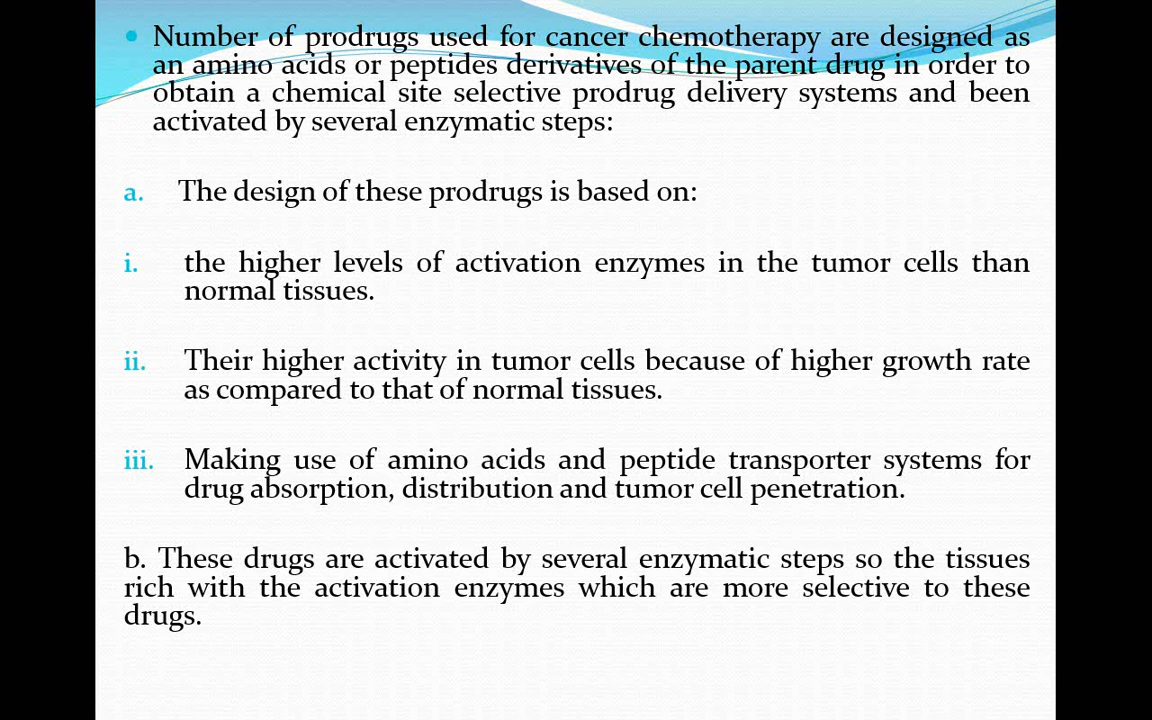 Number of prodrugs used for cancer chemotherapy are designed as
an amino acids or peptides derivatives of the parent drug in order to
obtain a chemical site selective prodrug delivery systems and been
activated by several enzymatic steps:
a. The design of these prodrugs is based on:
i. the higher levels of activation enzymes in the tumor cells than
normal tissues.
ii. Their higher activity in tumor cells because of higher growth rate
as compared to that of normal tissues.
iii. Making use of amino acids and peptide transporter systems for
drug absorption, distribution and tumor cell penetration.
b. These drugs are activated by several enzymatic steps so the tissues
rich with the activation enzymes which are more selective to these
drugs.